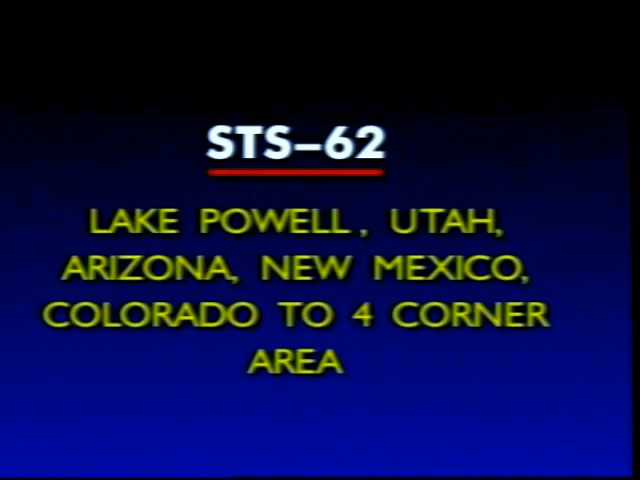 STS-62
LAKE POWELL, UTAH,
ARIZONA, NEW MEXICO,
COLORADO TO 4 CORNER
AREA